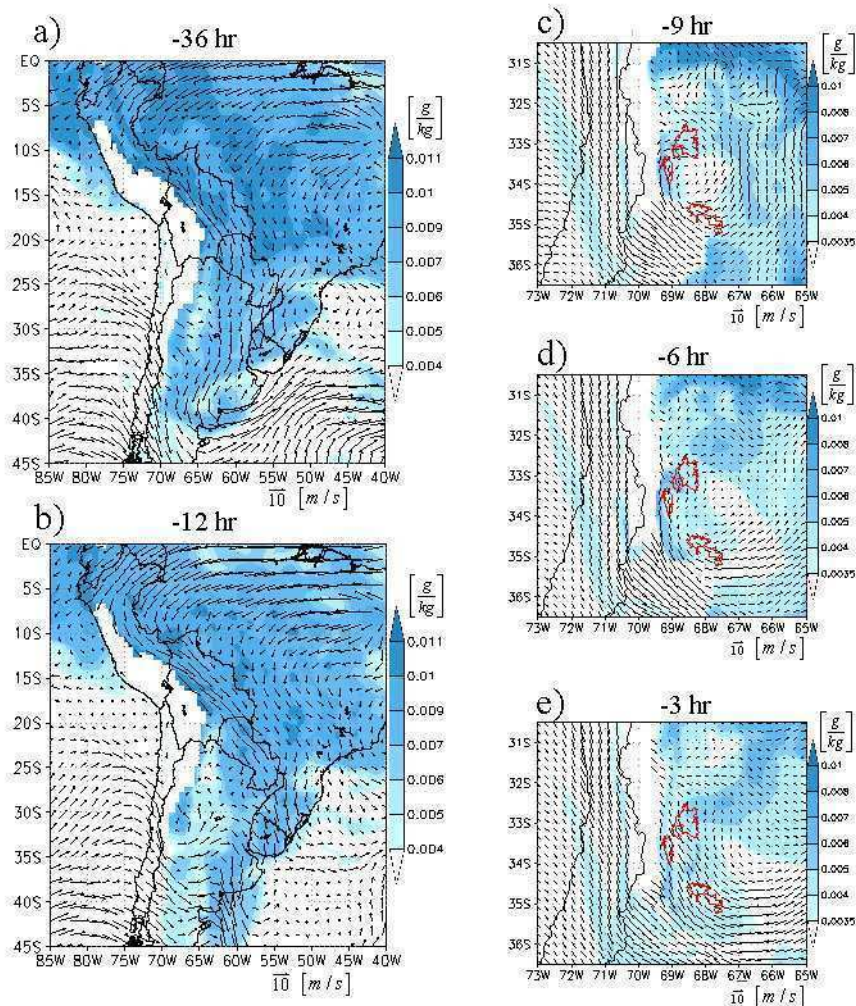 a)
-36 hr
EQ
5S
10S
15S
20S
25S
30S
35S
40S
45S
85W 80W 75W 70W 65W 60W 55W 50W 45W 40W
10 [m/s]
[g/kg]
0.011
0.01
0.009
0.007
0.006
0.005
0.004
b)
-12 hr
EQ
5S
10S
15S
20S
25S
30S
35S
40S
45S
85W 80W 75W 70W 65W 60W 55W 50W 45W 40W
10 [m/s]
[g/kg]
0.011
0.01
0.009
0.007
0.006
0.005
0.004
c)
-9 hr
31S
32S
33S
34S
35S
36S
73W 72W 71W 70W 69W 68W 67W 66W 65W
10 [m/s]
[g/kg]
0.01
0.008
0.007
0.006
0.005
0.004
0.0035
d)
-6 hr
31S
32S
33S
34S
35S
36S
73W 72W 71W 70W 69W 68W 67W 66W 65W
10 [m/s]
[g/kg]
0.01
0.008
0.007
0.006
0.005
0.004
0.0035
e)
-3 hr
31S
32S
33S
34S
35S
36S
73W 72W 71W 70W 69W 68W 67W 66W 65W
10 [m/s]
[g/kg]
0.01
0.008
0.007
0.006
0.005
0.004
0.0035